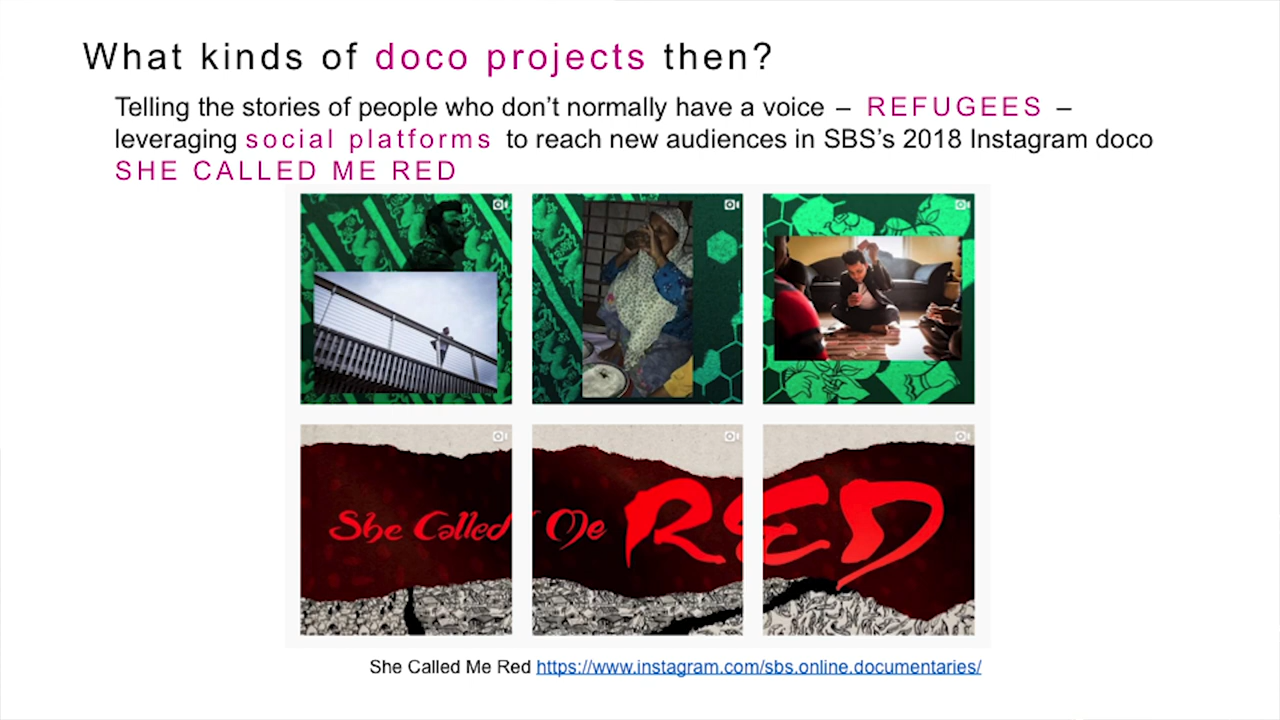 What kinds of doco projects then?
Telling the stories of people who don’t normally have a voice – REFUGEES –
leveraging social platforms to reach new audiences in SBS’s 2018 Instagram doco
SHE CALLED ME RED
She Called Me RED
She Called Me Red https://www.instagram.com/sbs.online.documentaries/